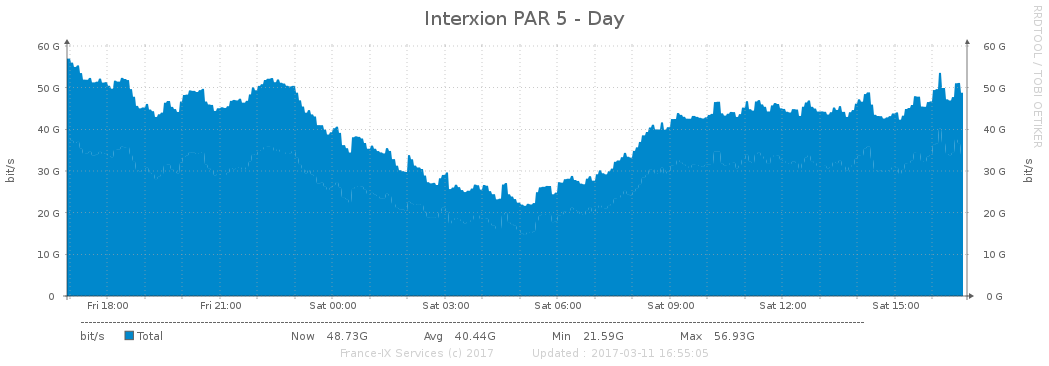 Interxion PAR 5 - Day
RRDTOOL / TOBI OETIKER
bit/s
60 G
50 G
40 G
30 G
20 G
10 G
0
60 G
50 G
40 G
30 G
20 G
10 G
0 G
bit/s
Fri 18:00 Fri 21:00 Sat 00:00 Sat 03:00 Sat 06:00 Sat 09:00 Sat 12:00 Sat 15:00
bit/s Total Now 48.73G Avg 40.44G Min 21.59G Max 56.93G
France-IX Services (c) 2017 Updated : 2017-03-11 16:55:05